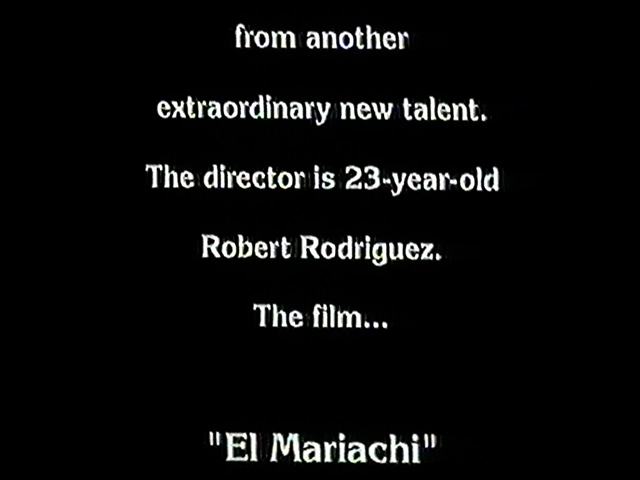 from another
extraordinary new talent.
The director is 23-year-old
Robert Rodriguez.
The film...
"El Mariachi"